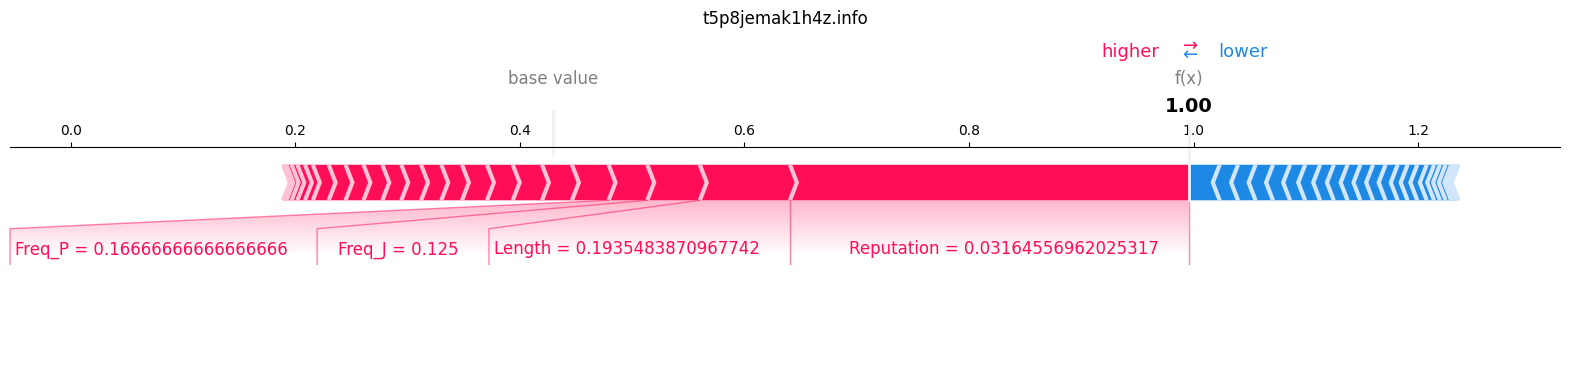 t5p8jemak1h4z.info
higher ⇄ lower
base value f(x)
1.00
0.0 0.2 0.4 0.6 0.8 1.0 1.2
Freq_P = 0.16666666666666666 Freq_J = 0.125 Length = 0.1935483870967742 Reputation = 0.03164556962025317